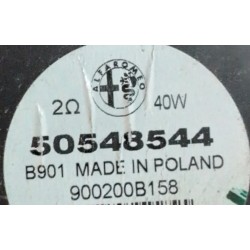 ALFA ROMEO
2Ω 40W
50548544
B901 MADE IN POLAND
900200B158